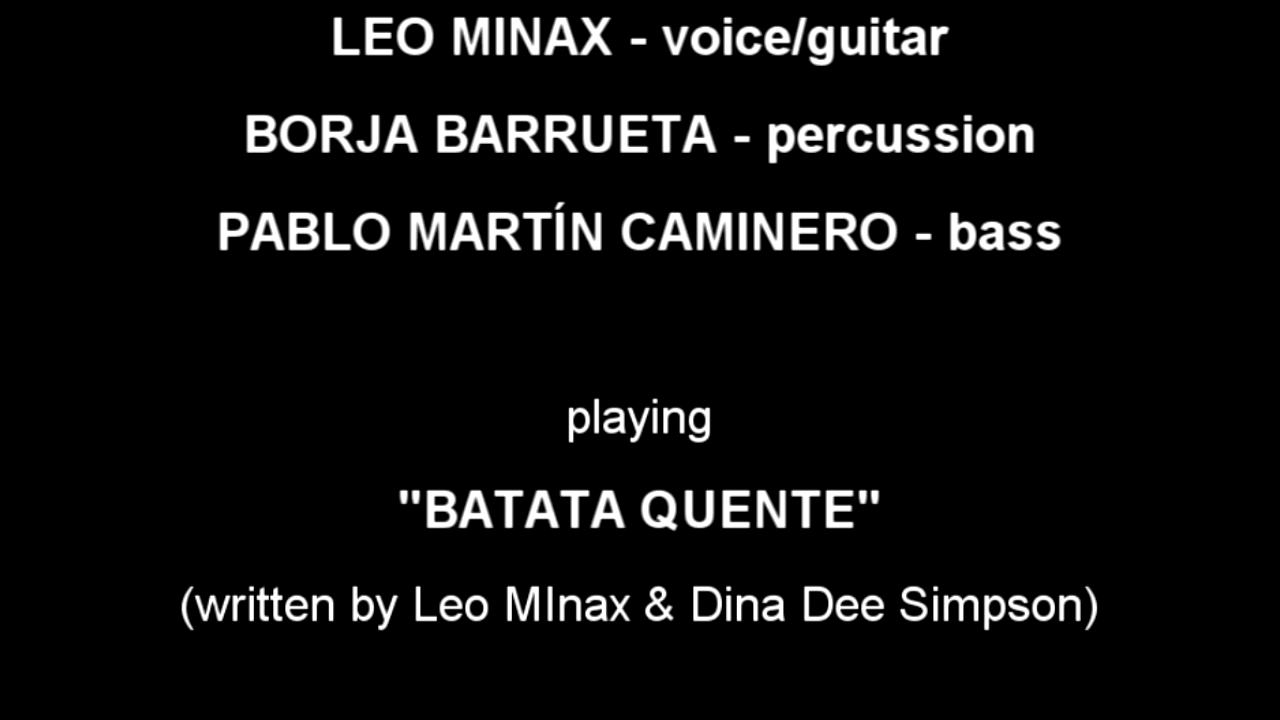 LEO MINAX - voice/guitar
BORJA BARRUETA - percussion
PABLO MARTÍN CAMINERO - bass
playing
"BATATA QUENTE"
(written by Leo MInax & Dina Dee Simpson)